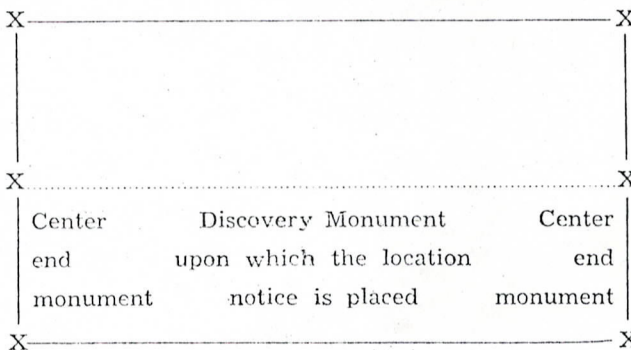 X X
X X
Center Discovery Monument Center
end upon which the location end
monument notice is placed monument
X X